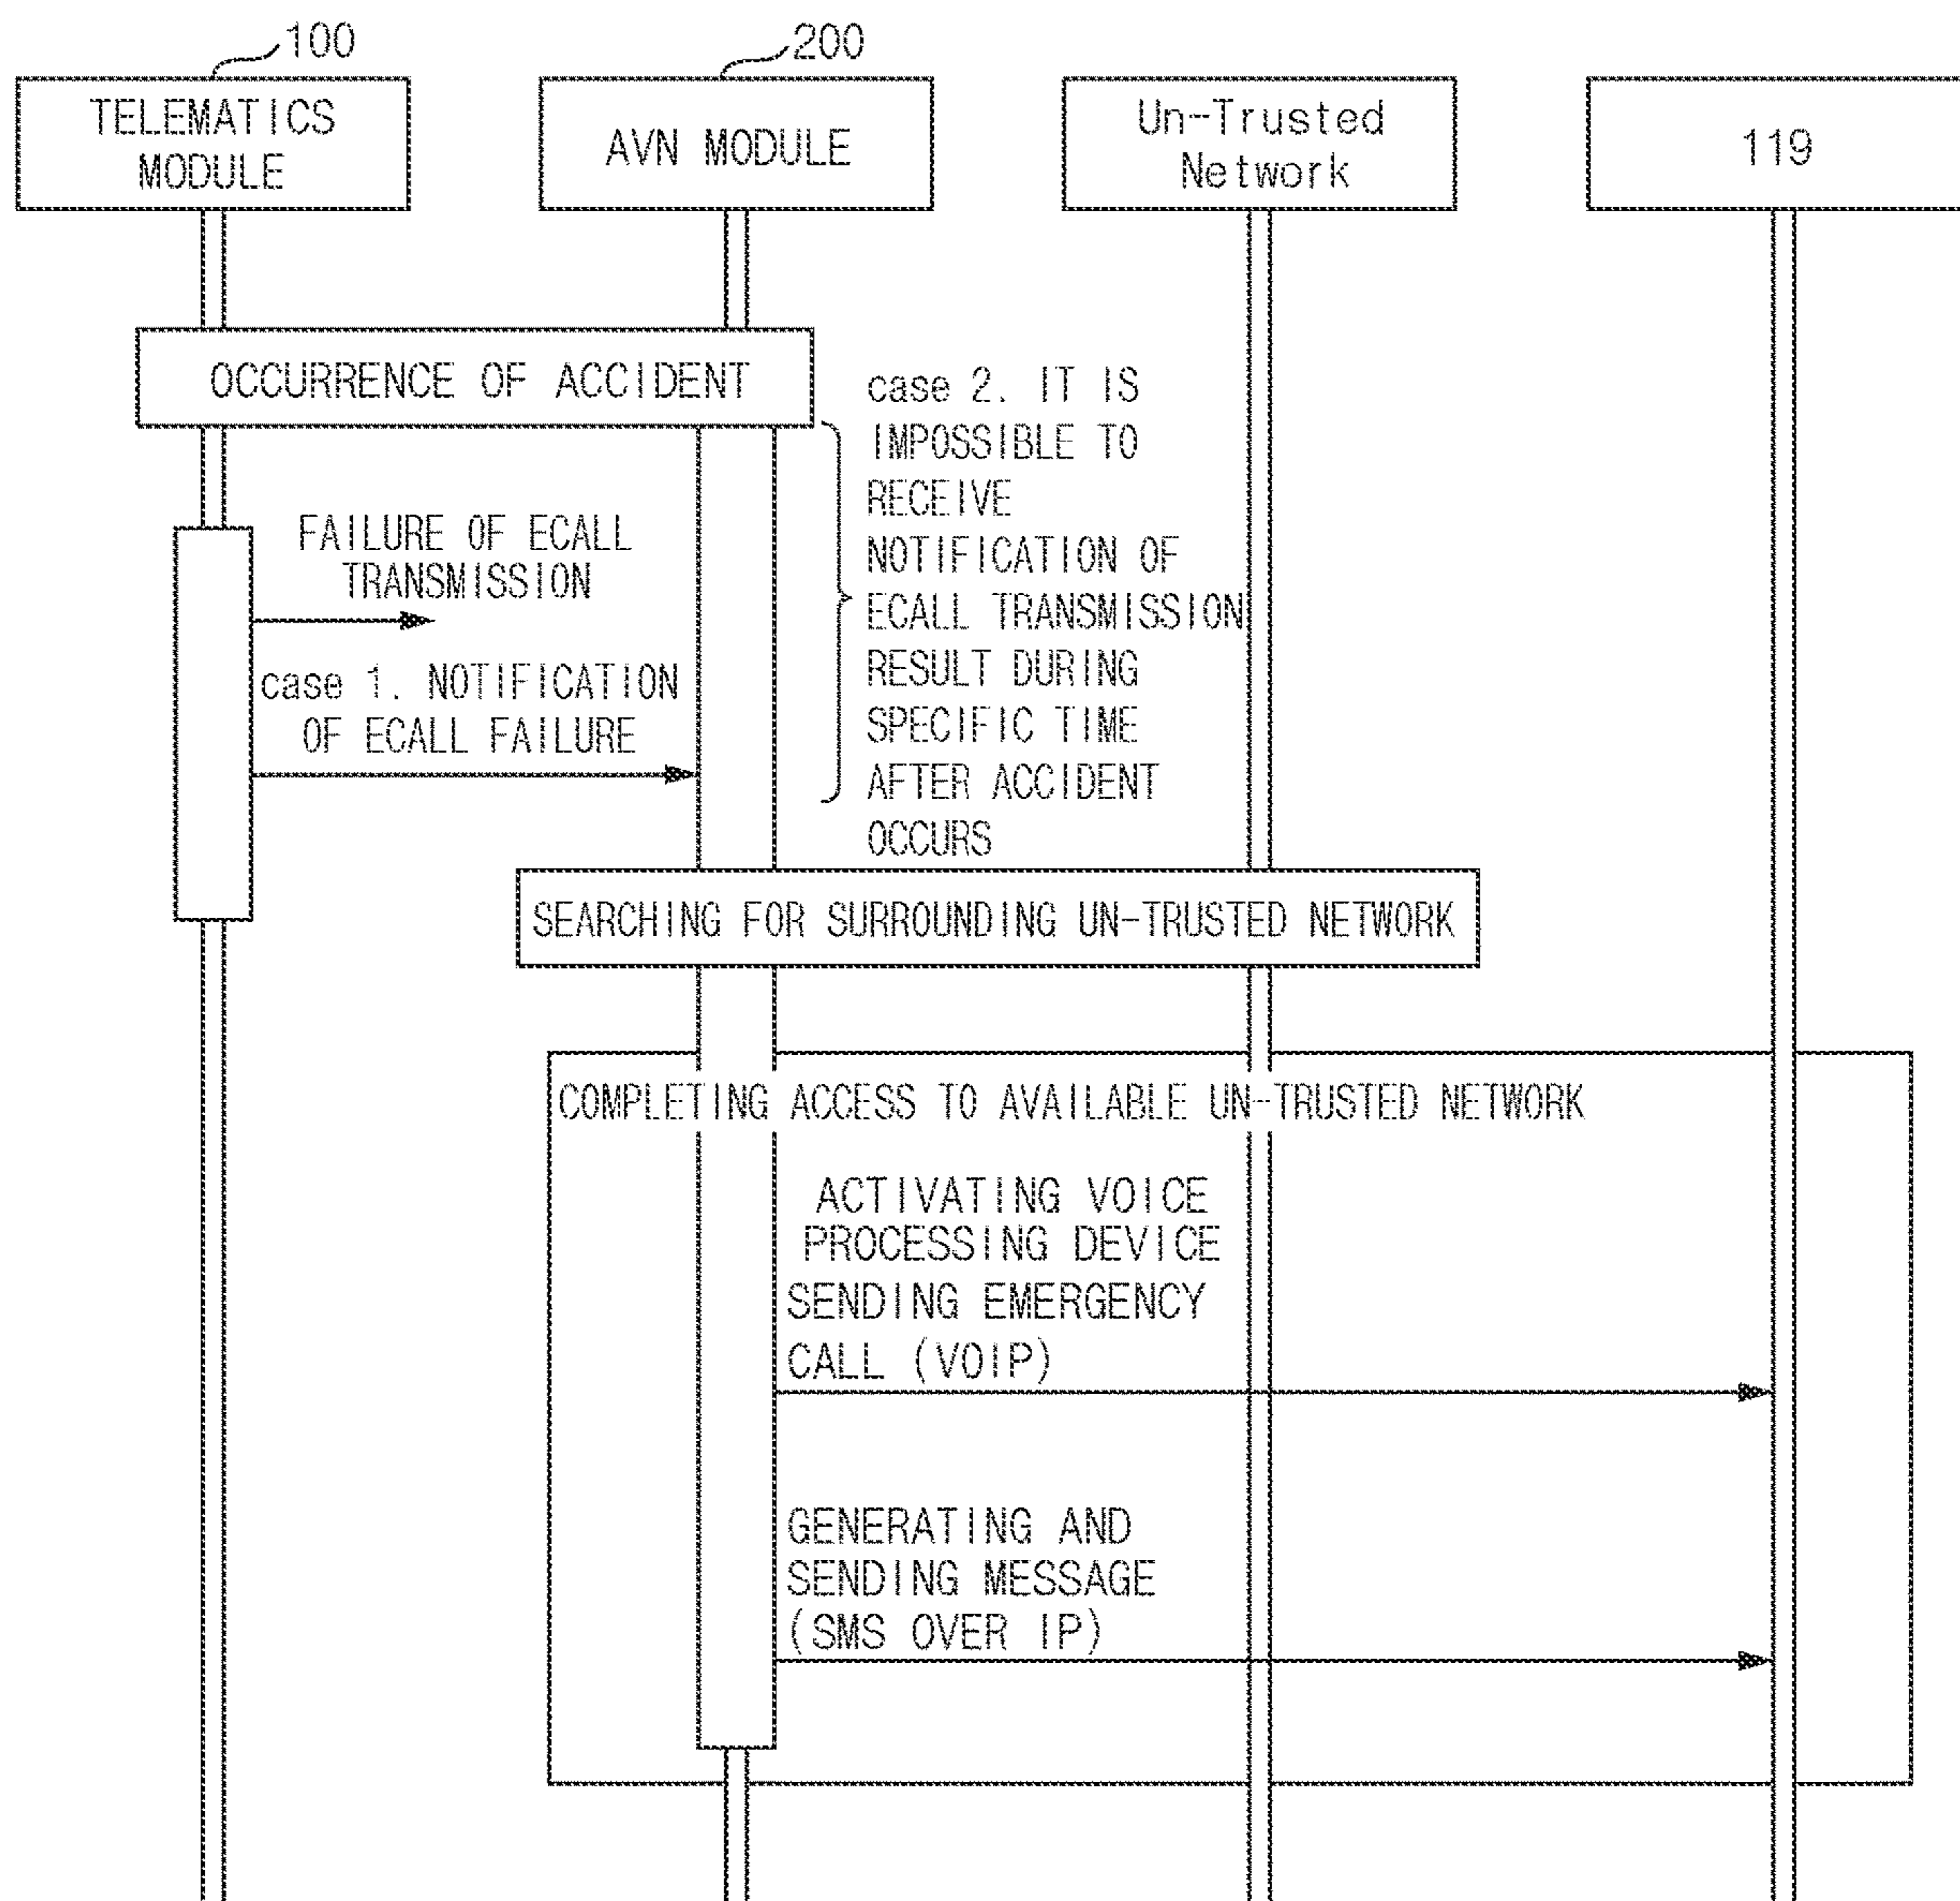 100
200
TELEMATICS
MODULE
AVN MODULE
Un-Trusted
Network
119
OCCURRENCE OF ACCIDENT
case 2. IT IS
IMPOSSIBLE TO
RECEIVE
NOTIFICATION OF
ECALL TRANSMISSION
RESULT DURING
SPECIFIC TIME
AFTER ACCIDENT
OCCURS
FAILURE OF ECALL
TRANSMISSION
case 1. NOTIFICATION
OF ECALL FAILURE
SEARCHING FOR SURROUNDING UN-TRUSTED NETWORK
COMPLETING ACCESS TO AVAILABLE UN-TRUSTED NETWORK
ACTIVATING VOICE
PROCESSING DEVICE
SENDING EMERGENCY
CALL (VOIP)
GENERATING AND
SENDING MESSAGE
(SMS OVER IP)